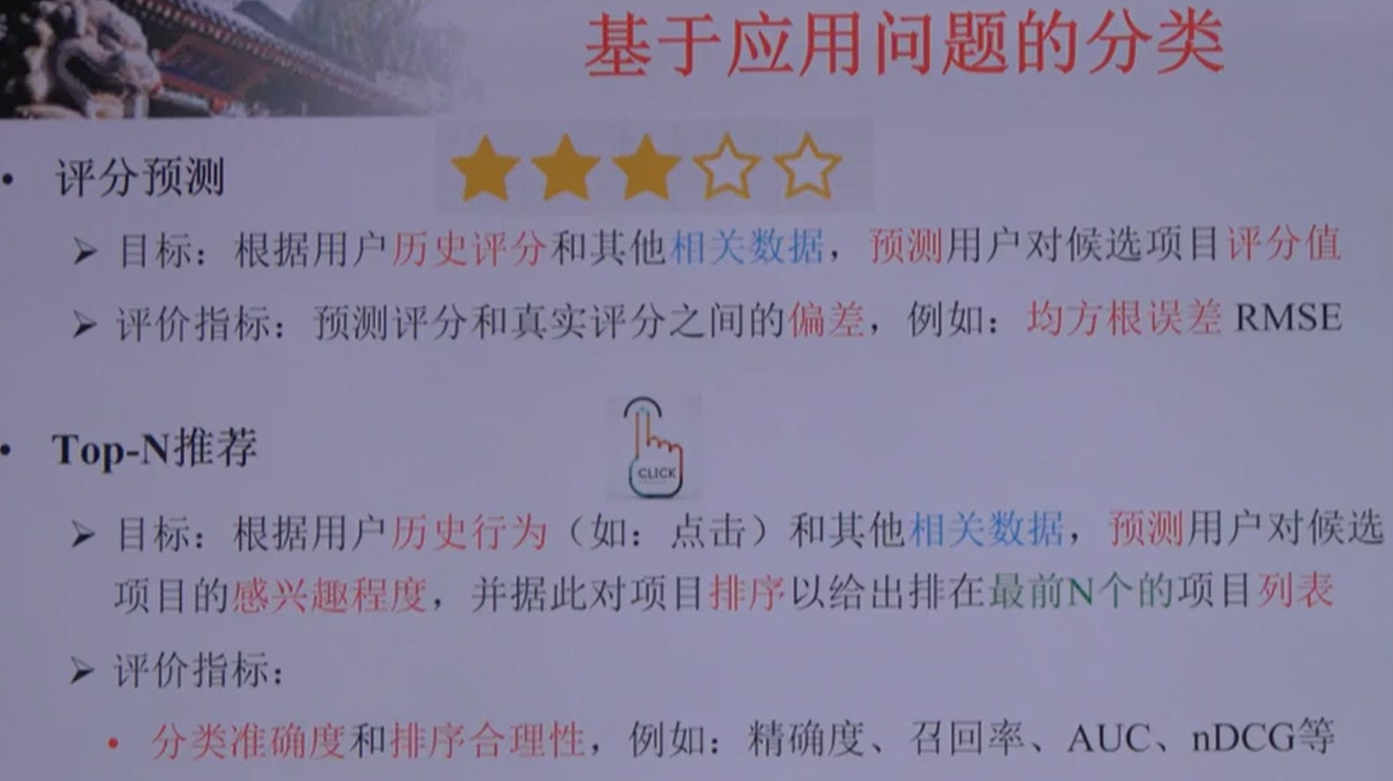 基于应用问题的分类
• 评分预测
➢ 目标：根据用户历史评分和其他相关数据，预测用户对候选项目评分值
➢ 评价指标：预测评分和真实评分之间的偏差，例如：均方根误差 RMSE
• Top-N推荐
CLICK
➢ 目标：根据用户历史行为（如：点击）和其他相关数据，预测用户对候选
项目的感兴趣程度，并据此对项目排序以给出排在最前N个的项目列表
➢ 评价指标：
• 分类准确度和排序合理性，例如：精确度、召回率、AUC、nDCG等